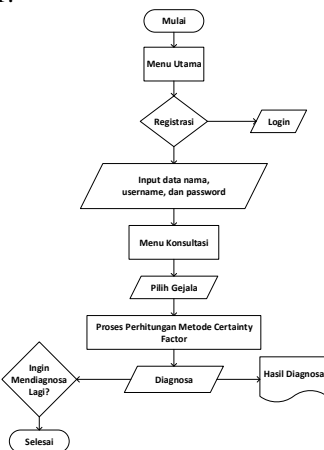 Mulai
Menu Utama
Registrasi
Login
Input data nama,
username, dan password
Menu Konsultasi
Pilih Gejala
Proses Perhitungan Metode Certainty
Factor
Ingin
Mendiagnosa
Lagi?
Diagnosa
Hasil Diagnosa
Selesai